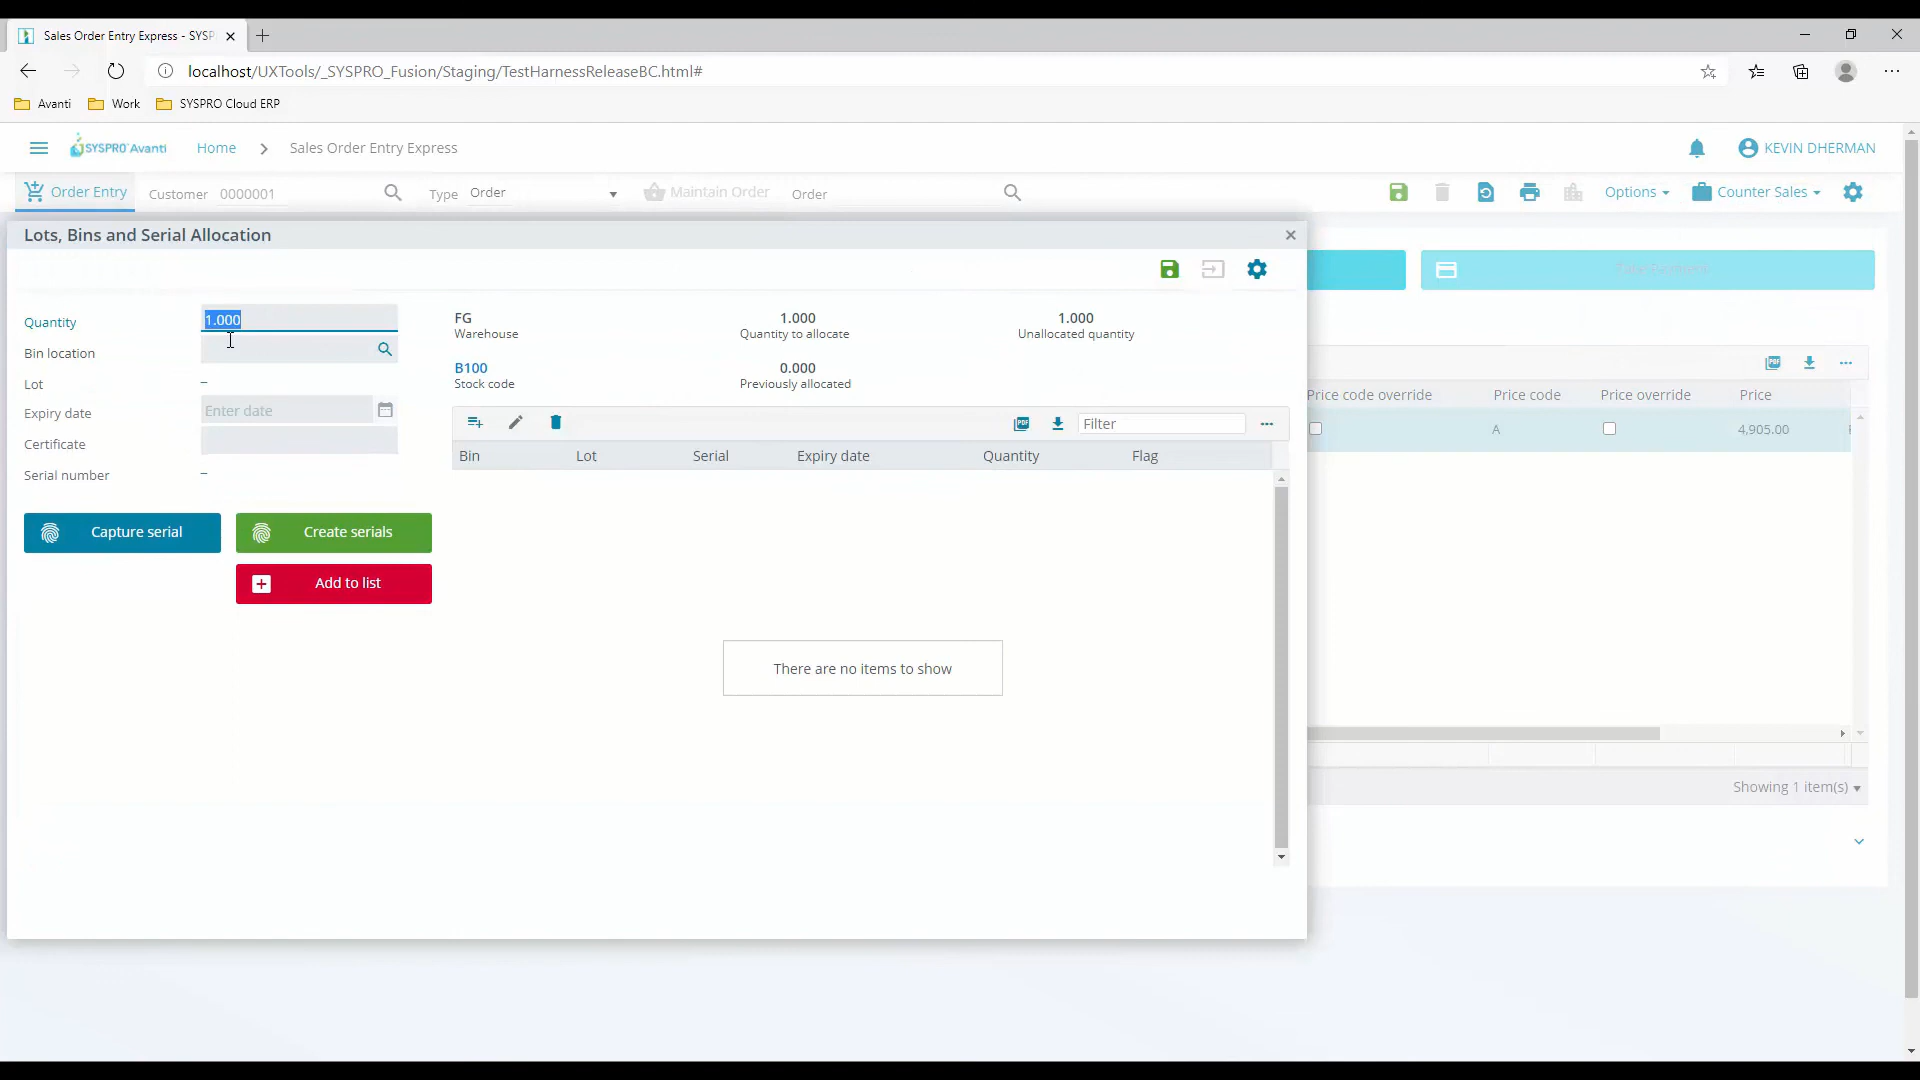 Sales Order Entry Express - SYSP
localhost/UXTools/_SYSPRO_Fusion/Staging/TestHarnessReleaseBC.html#
Avanti Work SYSPRO Cloud ERP
SYSPRO Avanti Home Sales Order Entry Express KEVIN DHERMAN
Order Entry Customer 0000001 Type Order Maintain Order Order Options Counter Sales
Lots, Bins and Serial Allocation
Quantity 1.000
Bin location
Lot –
Expiry date Enter date
Certificate
Serial number –
Capture serial Create serials
Add to list
FG 1.000 1.000
Warehouse Quantity to allocate Unallocated quantity
B100 0.000
Stock code Previously allocated
PDF Filter
Bin Lot Serial Expiry date Quantity Flag
There are no items to show
PDF
Price code override Price code Price override Price
A 4,905.00
Showing 1 item(s)